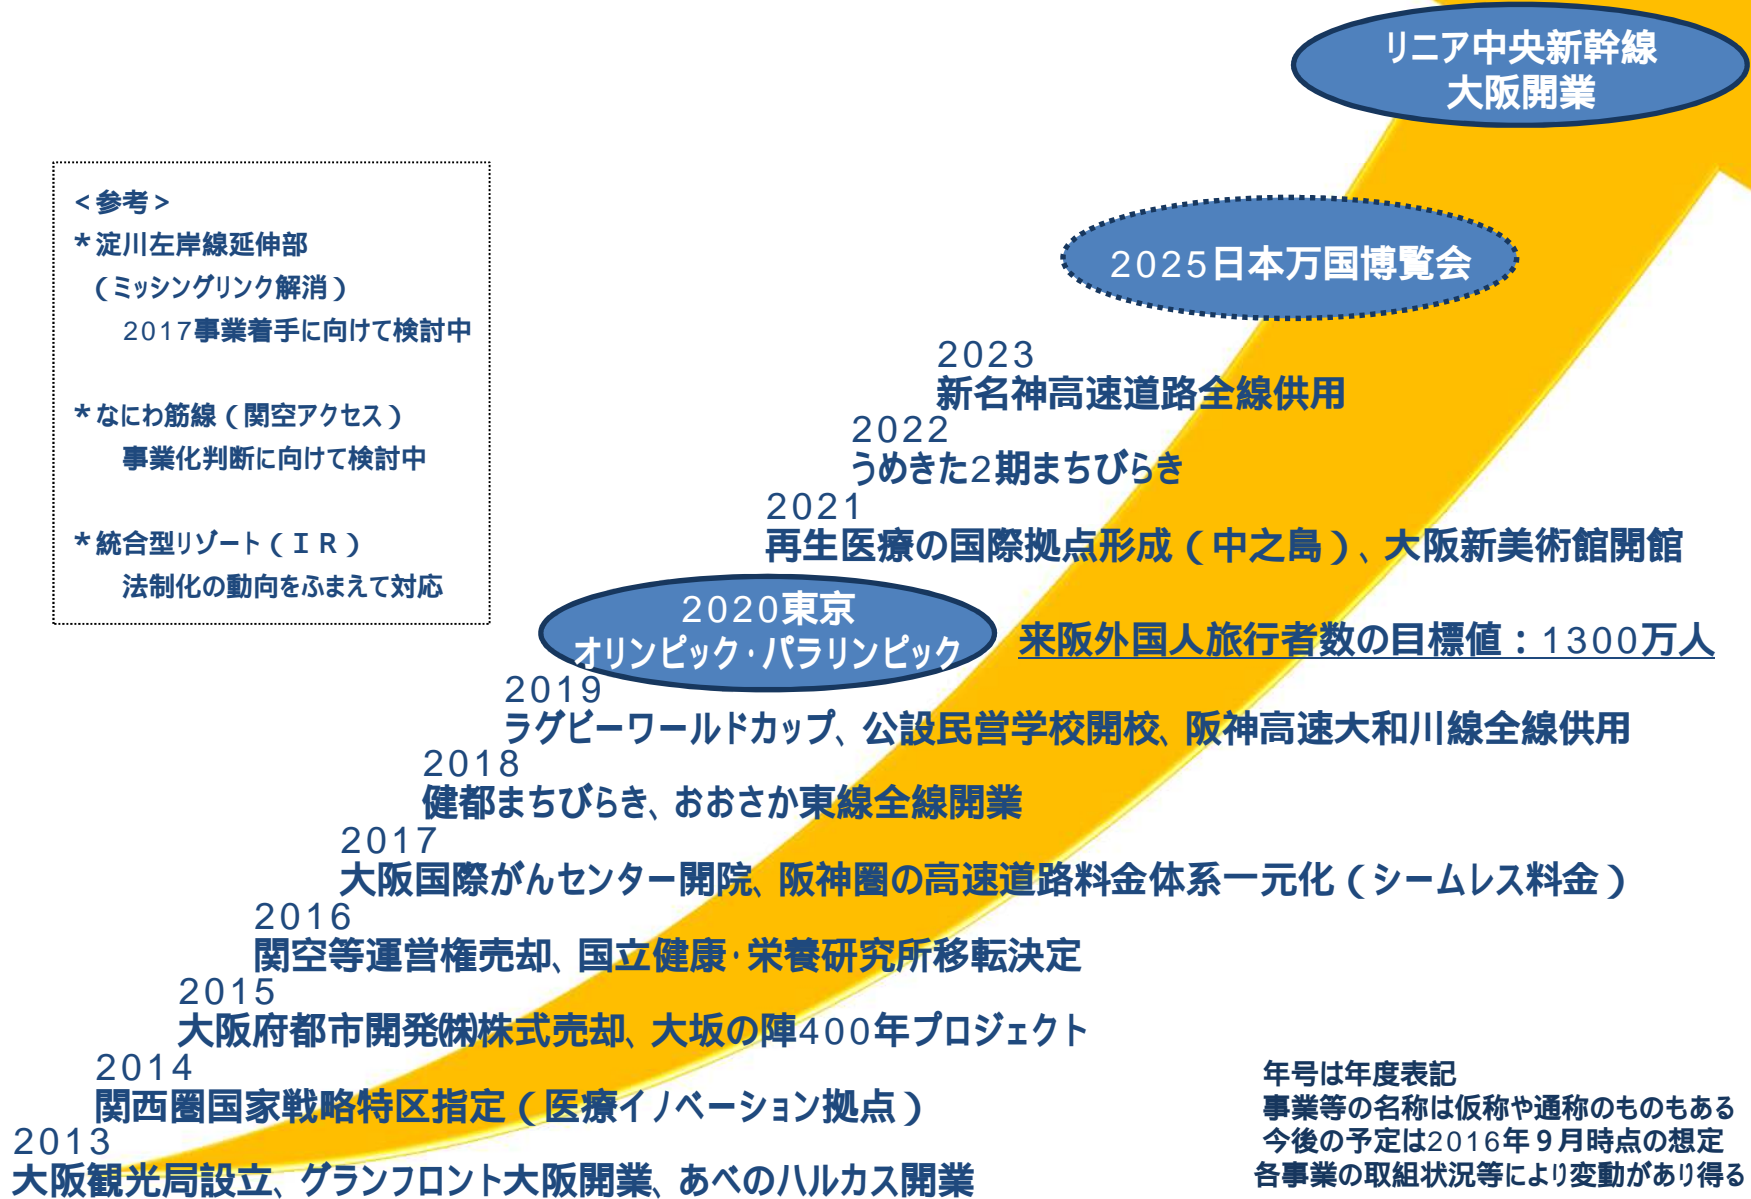 リニア中央新幹線
大阪開業
2025日本万国博覧会
<参考>
*淀川左岸線延伸部
(ミッシングリンク解消)
2017事業着手に向けて検討中
*なにわ筋線(関空アクセス)
事業化判断に向けて検討中
*統合型リゾート(IR)
法制化の動向をふまえて対応
2023
新名神高速道路全線供用
2022
うめきた2期まちびらき
2021
再生医療の国際拠点形成(中之島)、大阪新美術館開館
2020東京
オリンピック・パラリンピック
来阪外国人旅行者数の目標値:1300万人
2019
ラグビーワールドカップ、公設民営学校開校、阪神高速大和川線全線供用
2018
健都まちびらき、おおさか東線全線開業
2017
大阪国際がんセンター開院、阪神圏の高速道路料金体系一元化(シームレス料金)
2016
関空等運営権売却、国立健康・栄養研究所移転決定
2015
大阪府都市開発㈱株式売却、大坂の陣400年プロジェクト
2014
関西圏国家戦略特区指定(医療イノベーション拠点)
2013
大阪観光局設立、グランフロント大阪開業、あべのハルカス開業
年号は年度表記
事業等の名称は仮称や通称のものもある
今後の予定は2016年9月時点の想定
各事業の取組状況等により変動があり得る